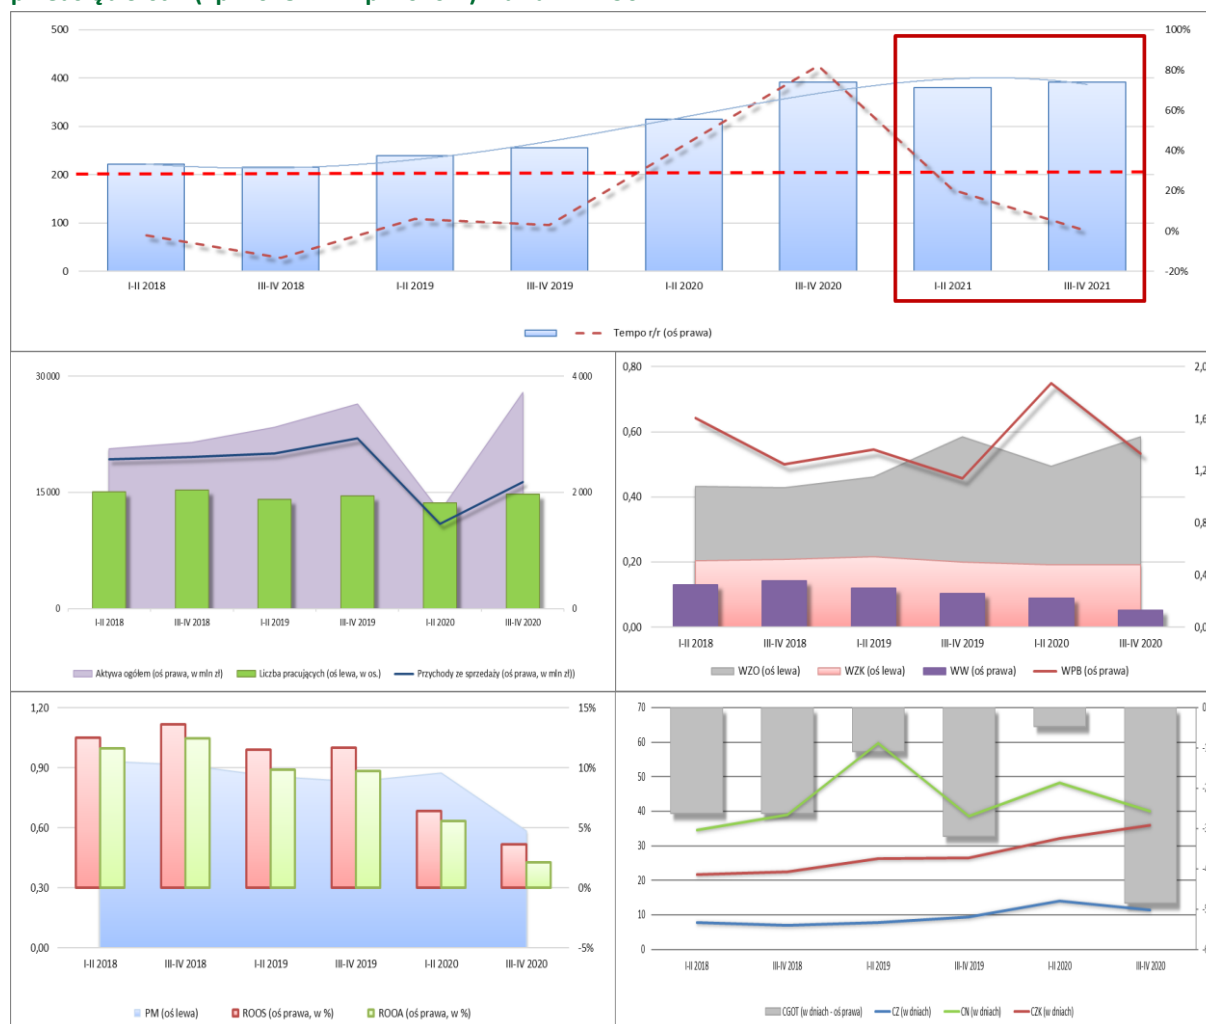 500
400
300
200
100
0
100%
80%
60%
40%
20%
0%
-20%
I-II 2018
III-IV 2018
I-II 2019
III-IV 2019
I-II 2020
III-IV 2020
I-II 2021
III-IV 2021
Tempo r/r (oś prawa)
30 000
15 000
0
4 000
2 000
0
I-II 2018
III-IV 2018
I-II 2019
III-IV 2019
I-II 2020
III-IV 2020
Aktywa ogółem (oś prawa, w mln zł)
Liczba pracujących (oś lewa, w os.)
Przychody ze sprzedaży (oś prawa, w mln zł))
0,80
0,60
0,40
0,20
0,00
I-II 2018
III-IV 2018
I-II 2019
III-IV 2019
I-II 2020
III-IV 2020
WZO (oś lewa)
WZK (oś lewa)
WW (oś prawa)
WPB (oś prawa)
1,20
0,90
0,60
0,30
0,00
15%
10%
5%
0%
-5%
I-II 2018
III-IV 2018
I-II 2019
III-IV 2019
I-II 2020
III-IV 2020
PM (oś lewa)
ROOS (oś prawa, w %)
ROOA (oś prawa, w %)
70
60
50
40
30
20
10
0
I-II 2018
III-IV 2018
I-II 2019
III-IV 2019
I-II 2020
III-IV 2020
CGOT (w dniach - oś prawa)
CZ (w dniach)
CN (w dniach)
CZK (w dniach)